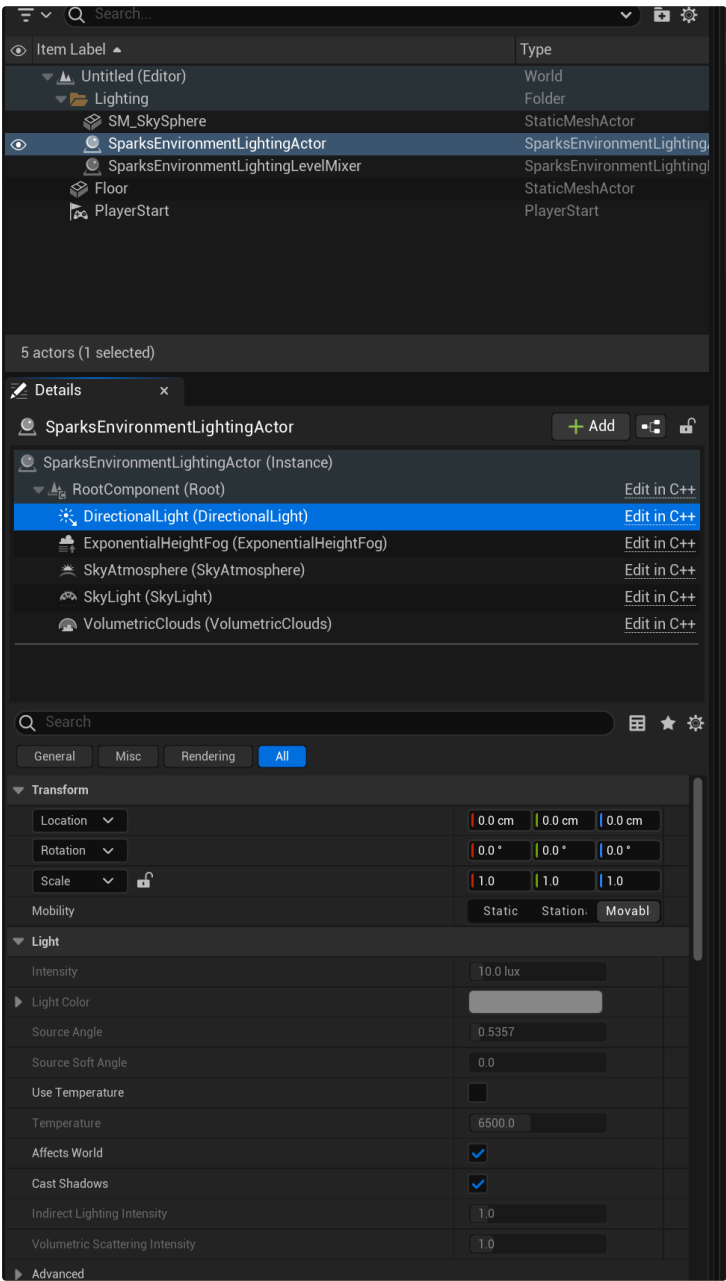 Search...
Item Label Type
Untitled (Editor) World
Lighting Folder
SM_SkySphere StaticMeshActor
SparksEnvironmentLightingActor SparksEnvironmentLighting
SparksEnvironmentLightingLevelMixer SparksEnvironmentLighting
Floor StaticMeshActor
PlayerStart PlayerStart
5 actors (1 selected)
Details
SparksEnvironmentLightingActor Add
SparksEnvironmentLightingActor (Instance)
RootComponent (Root) Edit in C++
DirectionalLight (DirectionalLight) Edit in C++
ExponentialHeightFog (ExponentialHeightFog) Edit in C++
SkyAtmosphere (SkyAtmosphere) Edit in C++
SkyLight (SkyLight) Edit in C++
VolumetricClouds (VolumetricClouds) Edit in C++
Search
General Misc Rendering All
Transform
Location 0.0 cm 0.0 cm 0.0 cm
Rotation 0.0 ° 0.0 ° 0.0 °
Scale 1.0 1.0 1.0
Mobility Static Station Movabl
Light
Intensity 10.0 lux
Light Color
Source Angle 0.5357
Source Soft Angle 0.0
Use Temperature
Temperature 6500.0
Affects World
Cast Shadows
Indirect Lighting Intensity 1.0
Volumetric Scattering Intensity 1.0
Advanced